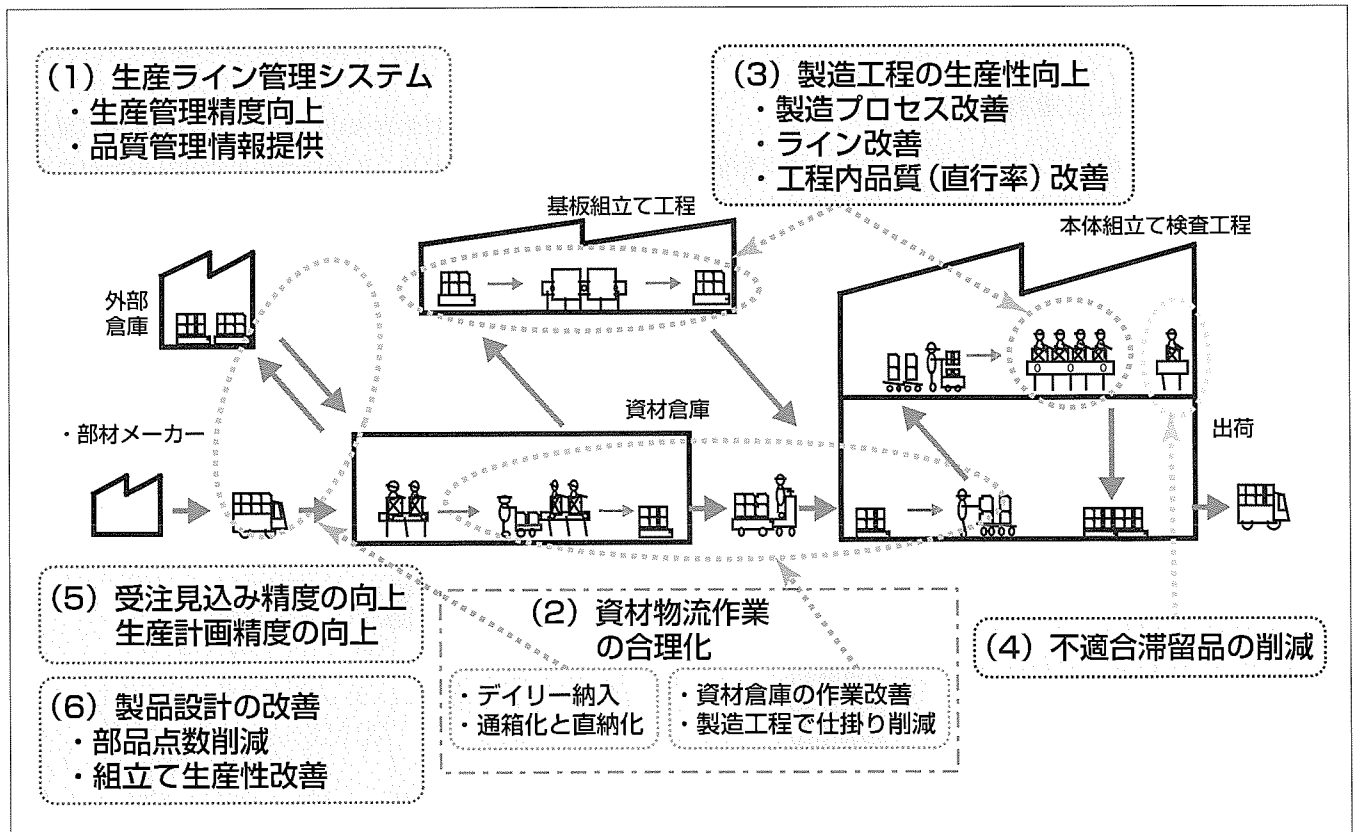 (1) 生産ライン管理システム
・生産管理精度向上
・品質管理情報提供
(3) 製造工程の生産性向上
・製造プロセス改善
・ライン改善
・工程内品質(直行率)改善
基板組立て工程
本体組立て検査工程
外部
倉庫
資材倉庫
・部材メーカー
出荷
(5) 受注見込み精度の向上
生産計画精度の向上
(2) 資材物流作業
の合理化
・デイリー納入
・通箱化と直納化
・資材倉庫の作業改善
・製造工程で仕掛り削減
(4) 不適合滞留品の削減
(6) 製品設計の改善
・部品点数削減
・組立て生産性改善